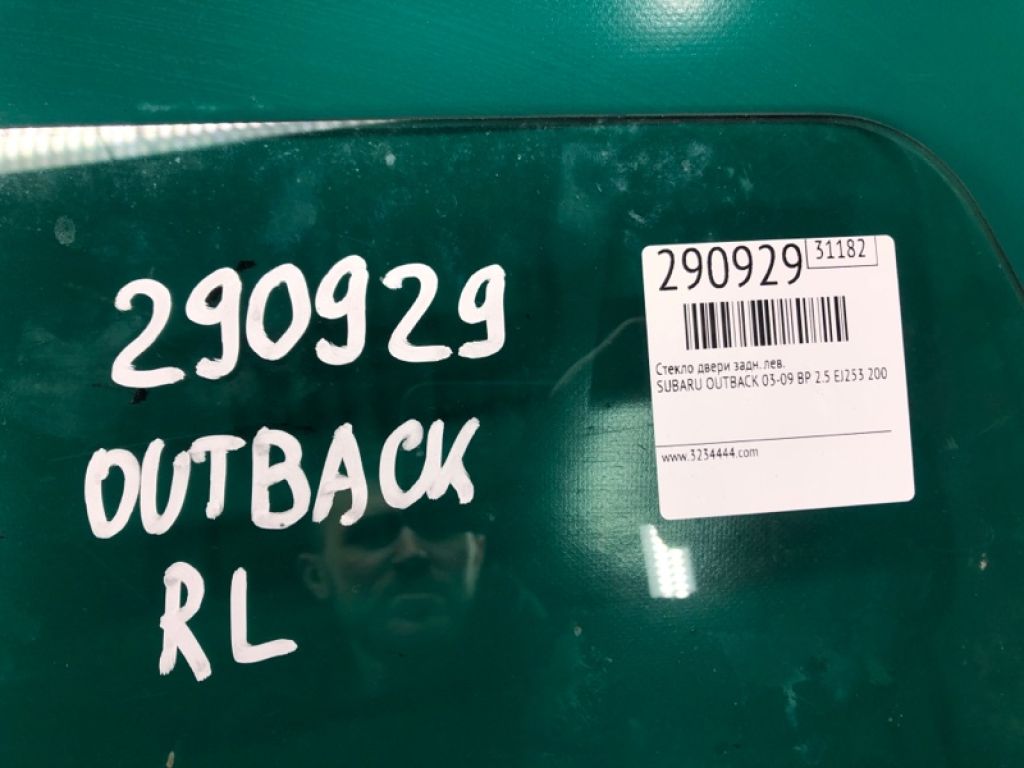 290929
OUTBACK
RL
290929 31182
Стекло двери задн. лев.
SUBARU OUTBACK 03-09 BP 2.5 EJ253 200
www.3234444.com